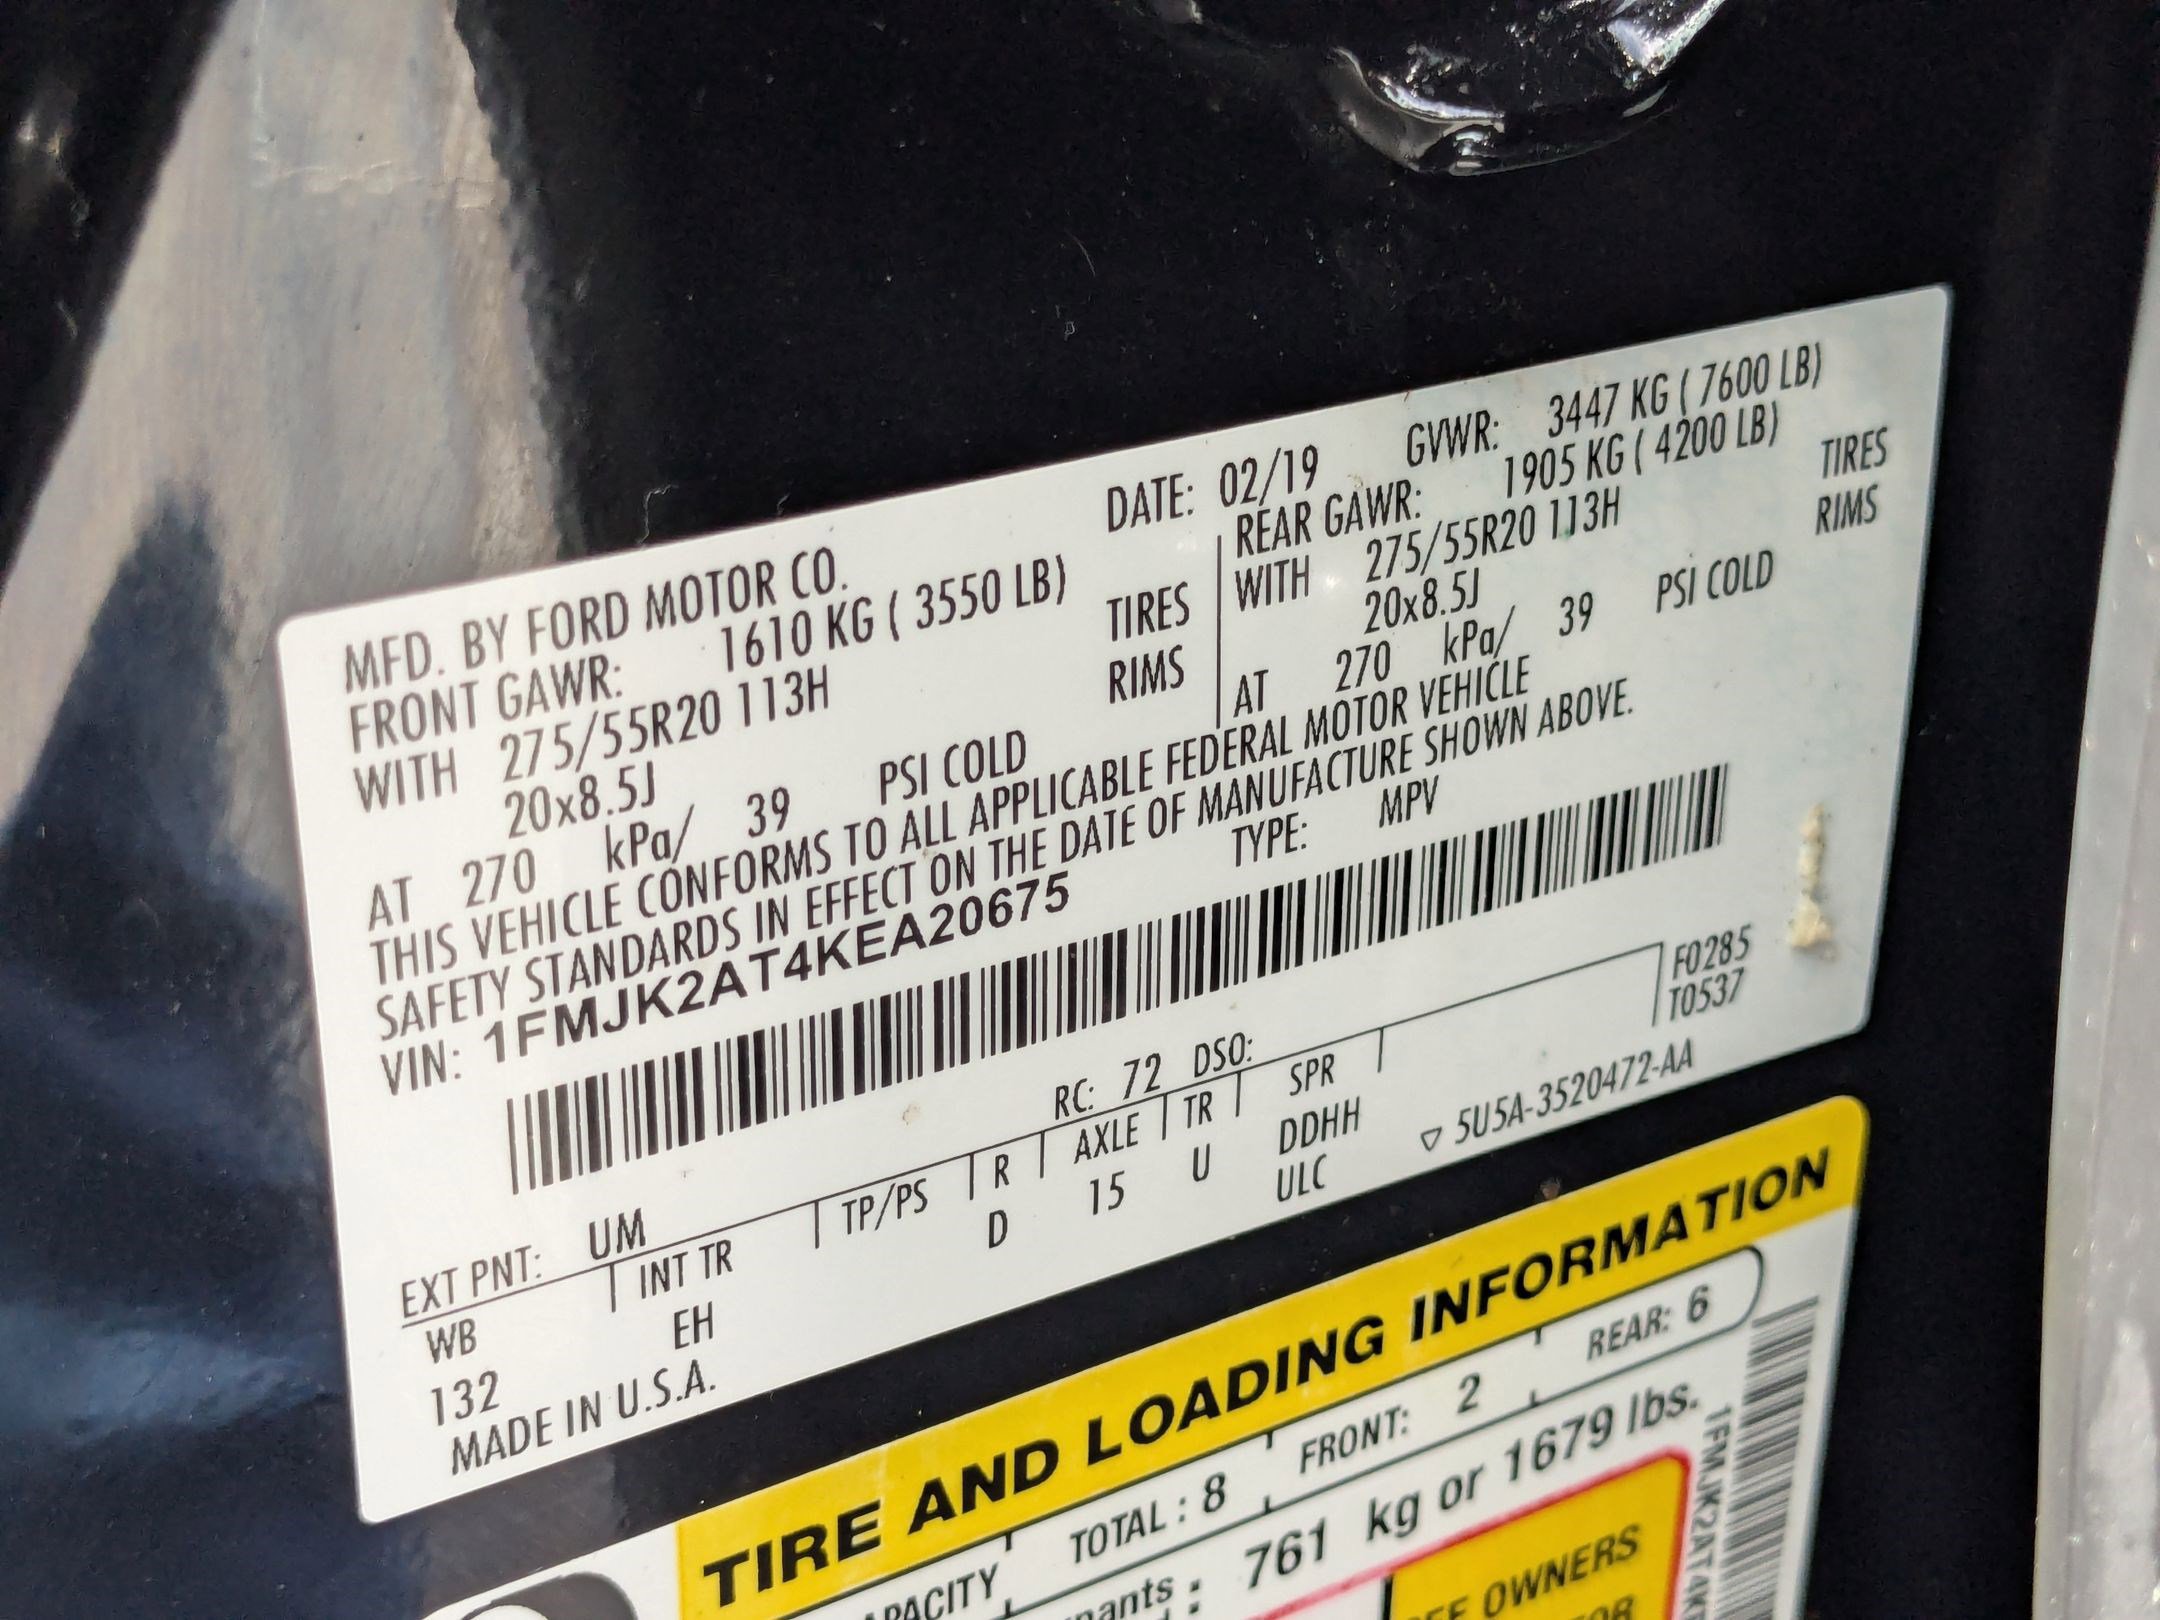 MFD. BY FORD MOTOR CO. DATE: 02/19 GVWR: 3447 KG ( 7600 LB)
FRONT GAWR: 1610 KG ( 3550 LB) REAR GAWR: 1905 KG ( 4200 LB)
WITH 275/55R20 113H TIRES WITH 275/55R20 113H TIRES
20x8.5J RIMS 20x8.5J RIMS
AT 270 kPa/ 39 PSI COLD AT 270 kPa/ 39 PSI COLD
THIS VEHICLE CONFORMS TO ALL APPLICABLE FEDERAL MOTOR VEHICLE
SAFETY STANDARDS IN EFFECT ON THE DATE OF MANUFACTURE SHOWN ABOVE.
VIN: 1FMJK2AT4KEA20675 TYPE: MPV
F0285
T0537
EXT PNT: UM RC: 72 DSO:
WB INT TR TP/PS R AXLE TR SPR
132 EH D 15 U DDHH
ULC
MADE IN U.S.A. ▽ 5U5A-3520472-AA
TIRE AND LOADING INFORMATION
TOTAL : 8 FRONT: 2 REAR: 6
761 kg or 1679 lbs.
OWNERS